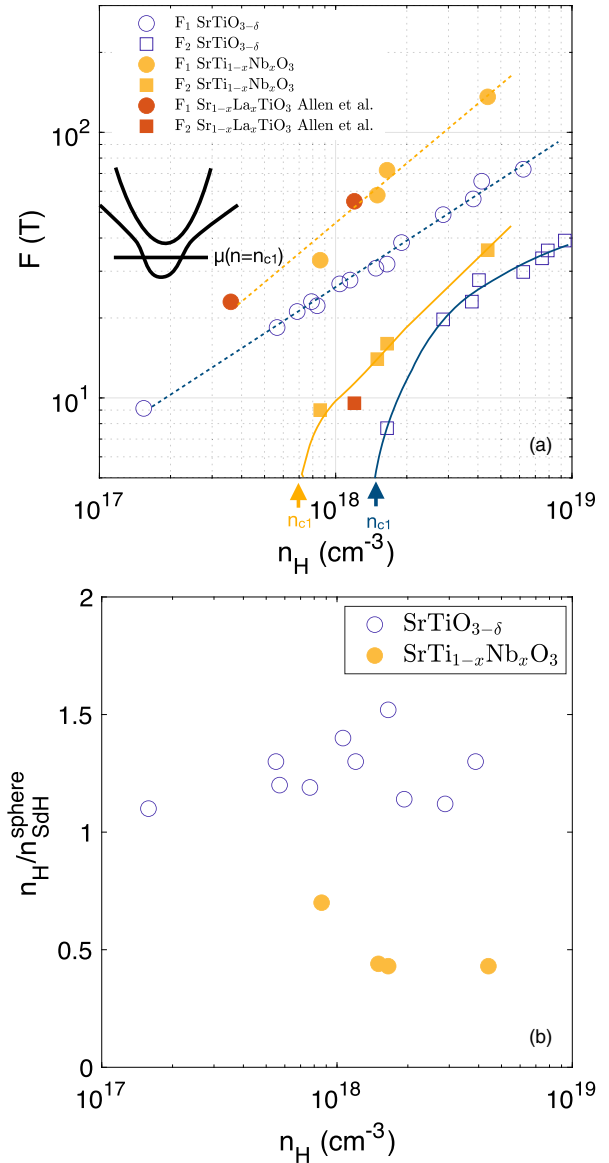 F₁ SrTiO₃₋δ
F₂ SrTiO₃₋δ
F₁ SrTi₁₋ₓNbₓO₃
F₂ SrTi₁₋ₓNbₓO₃
F₁ Sr₁₋ₓLaₓTiO₃ Allen et al.
F₂ Sr₁₋ₓLaₓTiO₃ Allen et al.
10²
F (T)
μ(n=n_c1)
10¹
(a)
10¹⁷
10¹⁸
10¹⁹
n_c1
n_c1
n_H (cm⁻³)
2
SrTiO₃₋δ
SrTi₁₋ₓNbₓO₃
1.5
n_H/n_SdH^sphere
1
0.5
(b)
0
10¹⁷
10¹⁸
10¹⁹
n_H (cm⁻³)